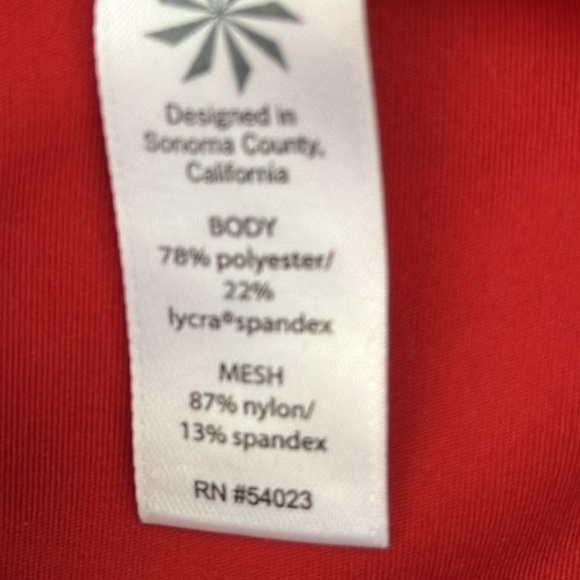 Designed in
Sonoma County,
California
BODY
78% polyester/
22%
lycra®spandex
MESH
87% nylon/
13% spandex
RN #54023